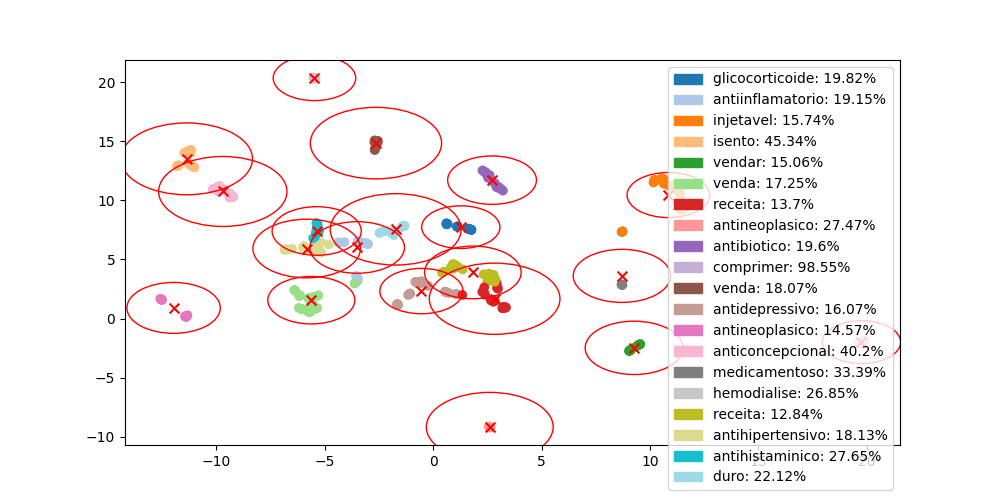 20
15
10
5
0
−5
−10
−10
−5
0
5
10
15
20
glicocorticoide: 19.82%
antiinflamatorio: 19.15%
injetavel: 15.74%
isento: 45.34%
vendar: 15.06%
venda: 17.25%
receita: 13.7%
antineoplasico: 27.47%
antibiotico: 19.6%
comprimer: 98.55%
venda: 18.07%
antidepressivo: 16.07%
antineoplasico: 14.57%
anticoncepcional: 40.2%
medicamentoso: 33.39%
hemodialise: 26.85%
receita: 12.84%
antihipertensivo: 18.13%
antihistaminico: 27.65%
duro: 22.12%